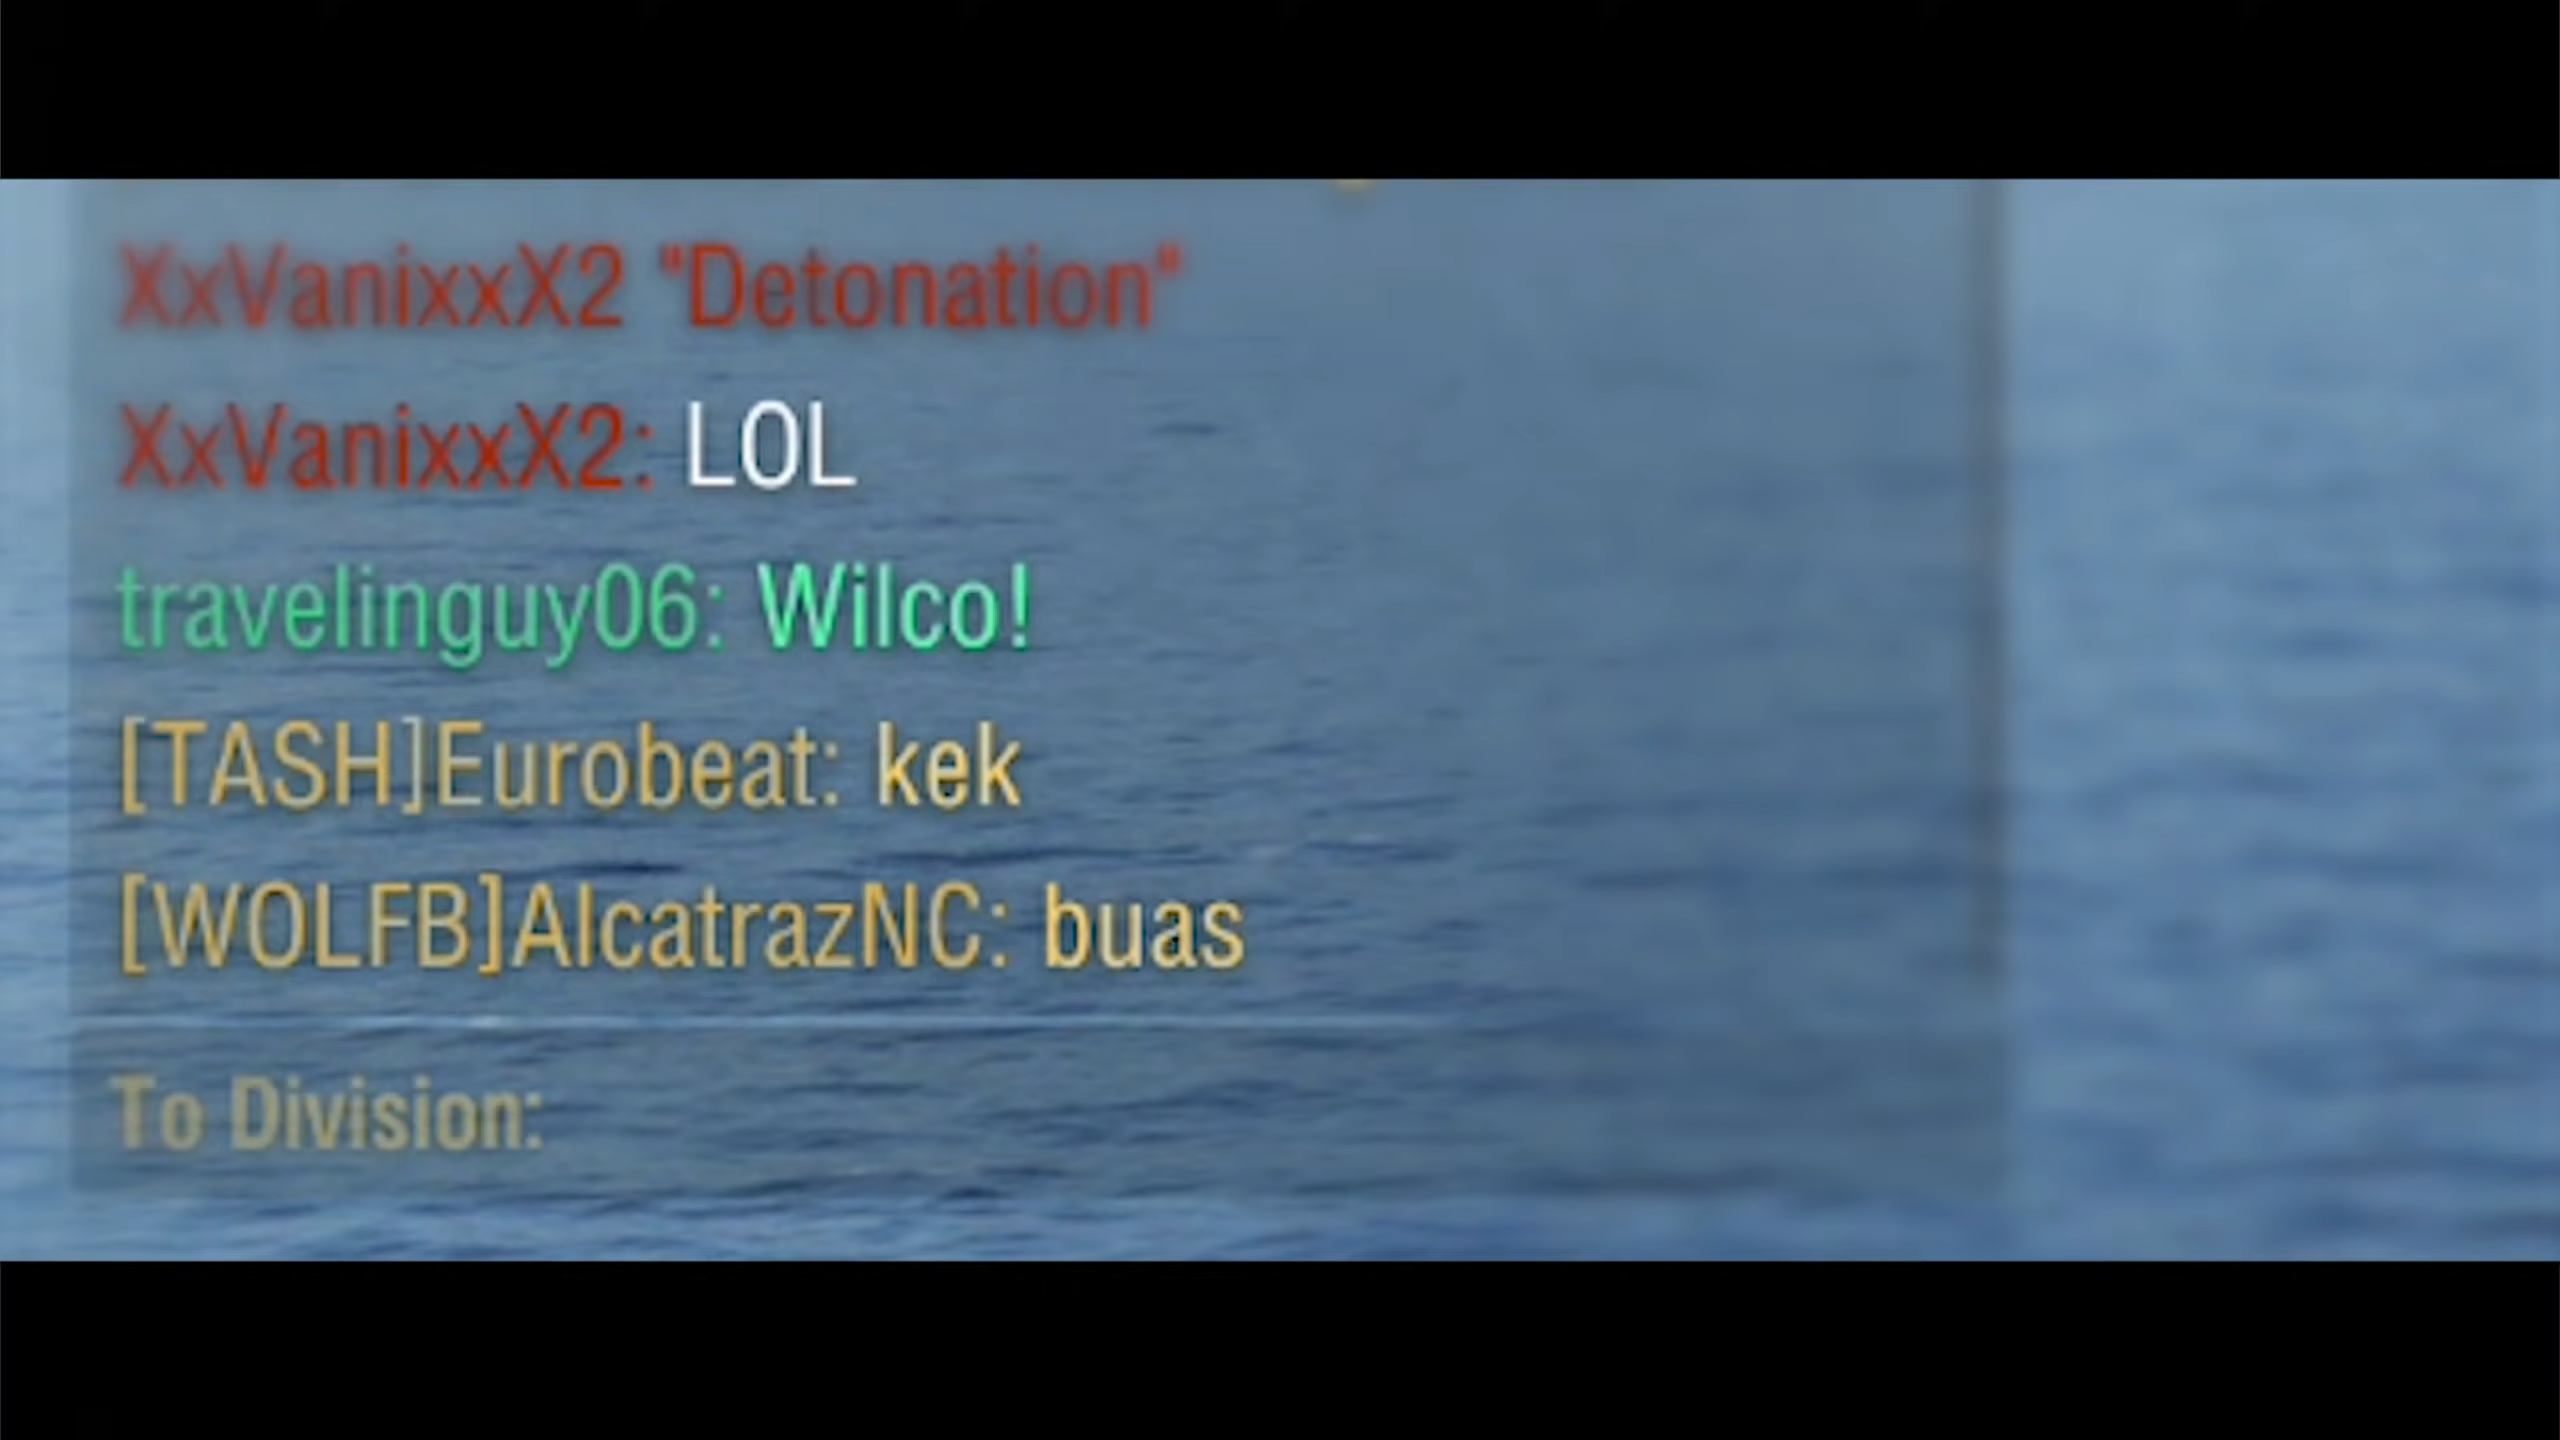 XxVanixxX2 "Detonation"
XxVanixxX2: LOL
travelinguy06: Wilco!
[TASH]Eurobeat: kek
[WOLFB]AlcatrazNC: buas
To Division: